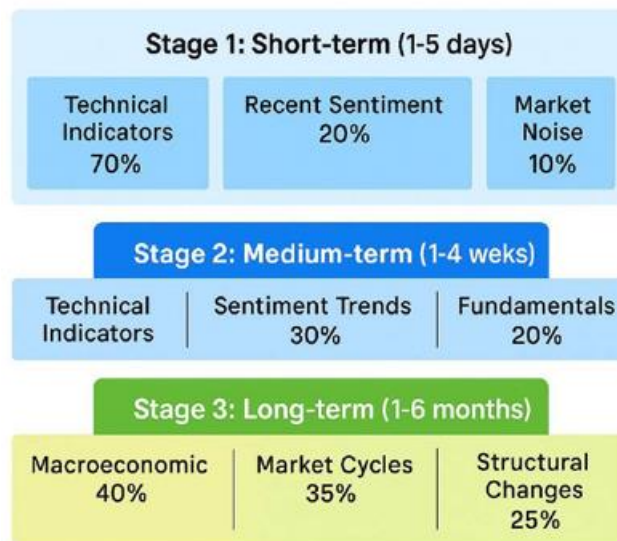 Stage 1: Short-term (1-5 days)
Technical
Indicators
70%
Recent Sentiment
20%
Market
Noise
10%
Stage 2: Medium-term (1-4 weks)
Technical
Indicators
Sentiment Trends
30%
Fundamentals
20%
Stage 3: Long-term (1-6 months)
Macroeconomic
40%
Market Cycles
35%
Structural
Changes
25%